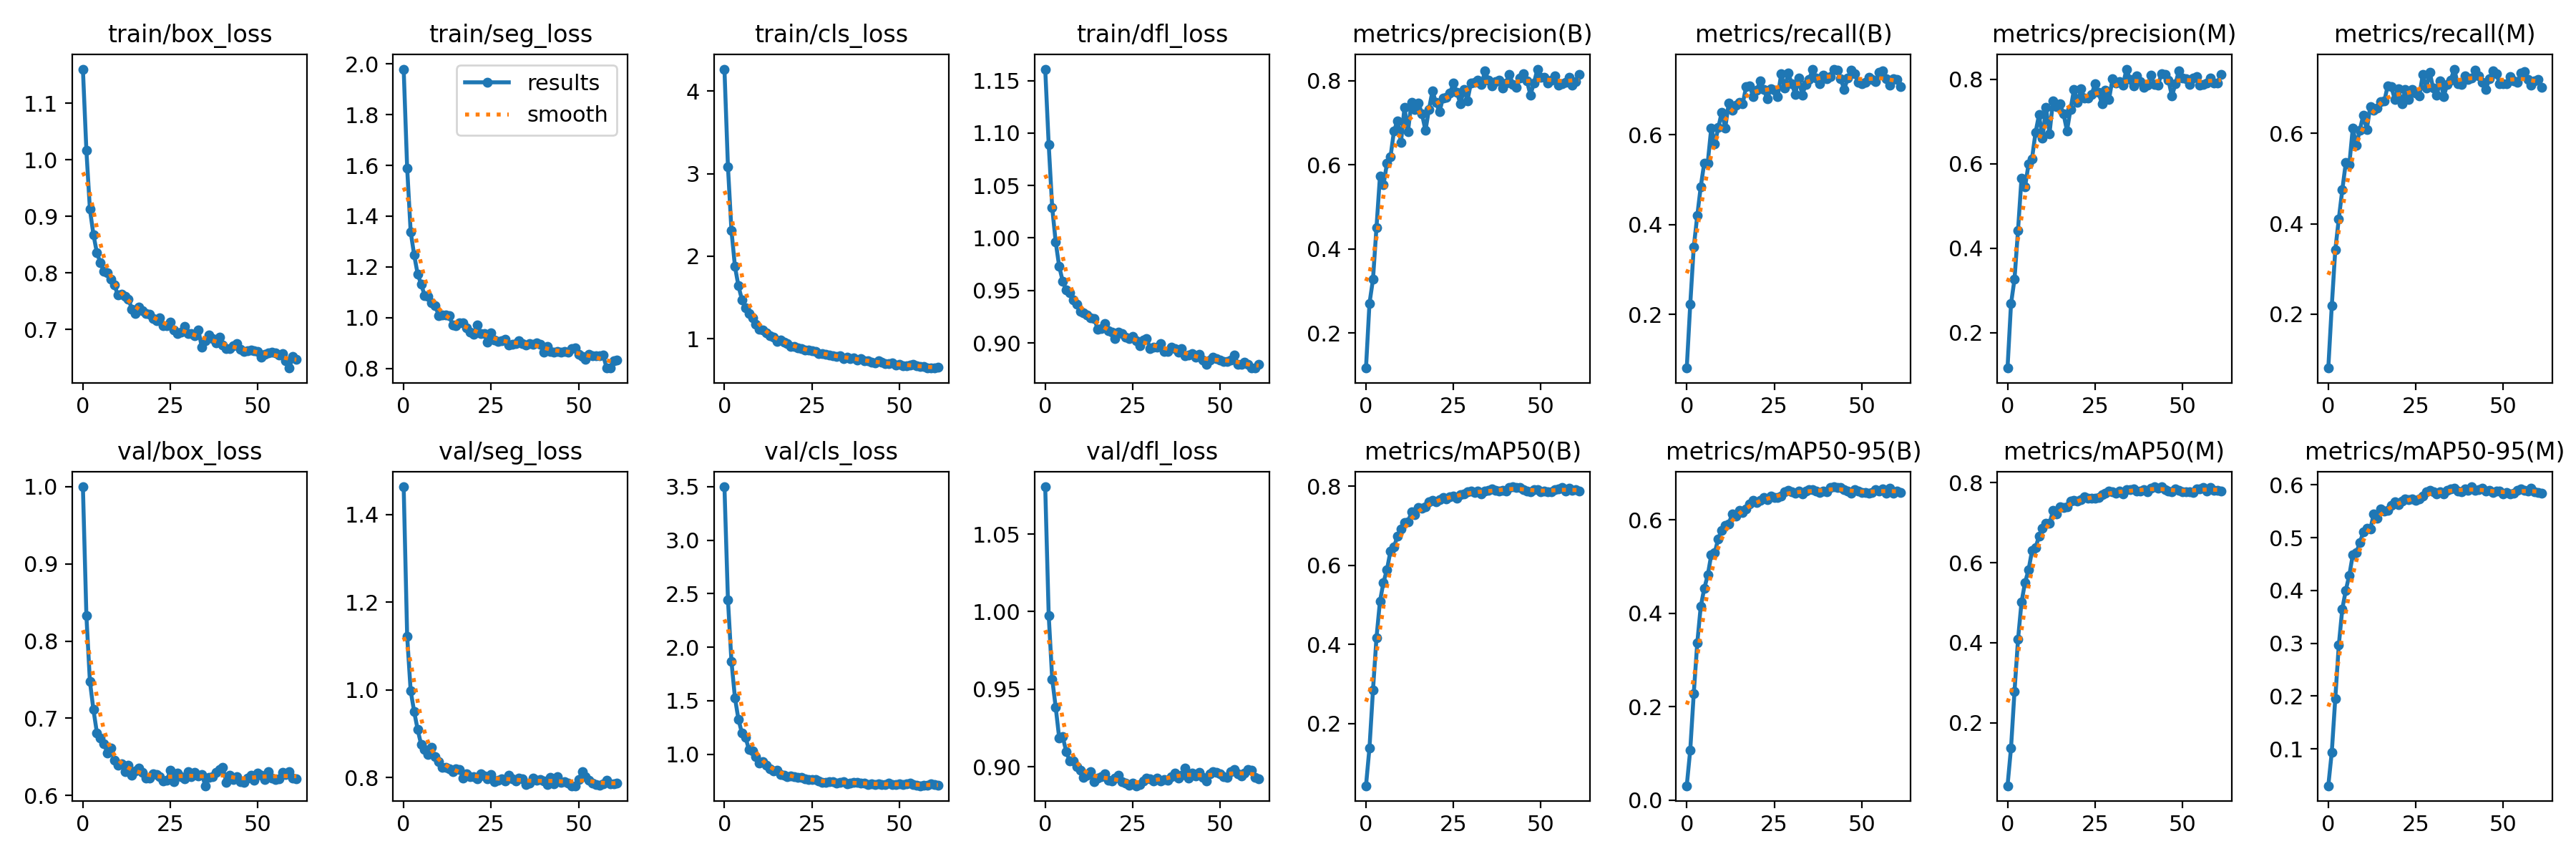 train/box_loss
train/seg_loss
train/cls_loss
train/dfl_loss
metrics/precision(B)
metrics/recall(B)
metrics/precision(M)
metrics/recall(M)
1.1
1.0
0.9
0.8
0.7
0 25 50
2.0
1.8
1.6
1.4
1.2
1.0
0.8
0 25 50
results
smooth
4
3
2
1
0 25 50
1.15
1.10
1.05
1.00
0.95
0.90
0 25 50
0.8
0.6
0.4
0.2
0 25 50
0.6
0.4
0.2
0 25 50
0.8
0.6
0.4
0.2
0 25 50
0.6
0.4
0.2
0 25 50
val/box_loss
val/seg_loss
val/cls_loss
val/dfl_loss
metrics/mAP50(B)
metrics/mAP50-95(B)
metrics/mAP50(M)
metrics/mAP50-95(M)
1.0
0.9
0.8
0.7
0.6
0 25 50
1.4
1.2
1.0
0.8
0 25 50
3.5
3.0
2.5
2.0
1.5
1.0
0 25 50
1.05
1.00
0.95
0.90
0 25 50
0.8
0.6
0.4
0.2
0 25 50
0.6
0.4
0.2
0.0
0 25 50
0.8
0.6
0.4
0.2
0 25 50
0.6
0.5
0.4
0.3
0.2
0.1
0 25 50